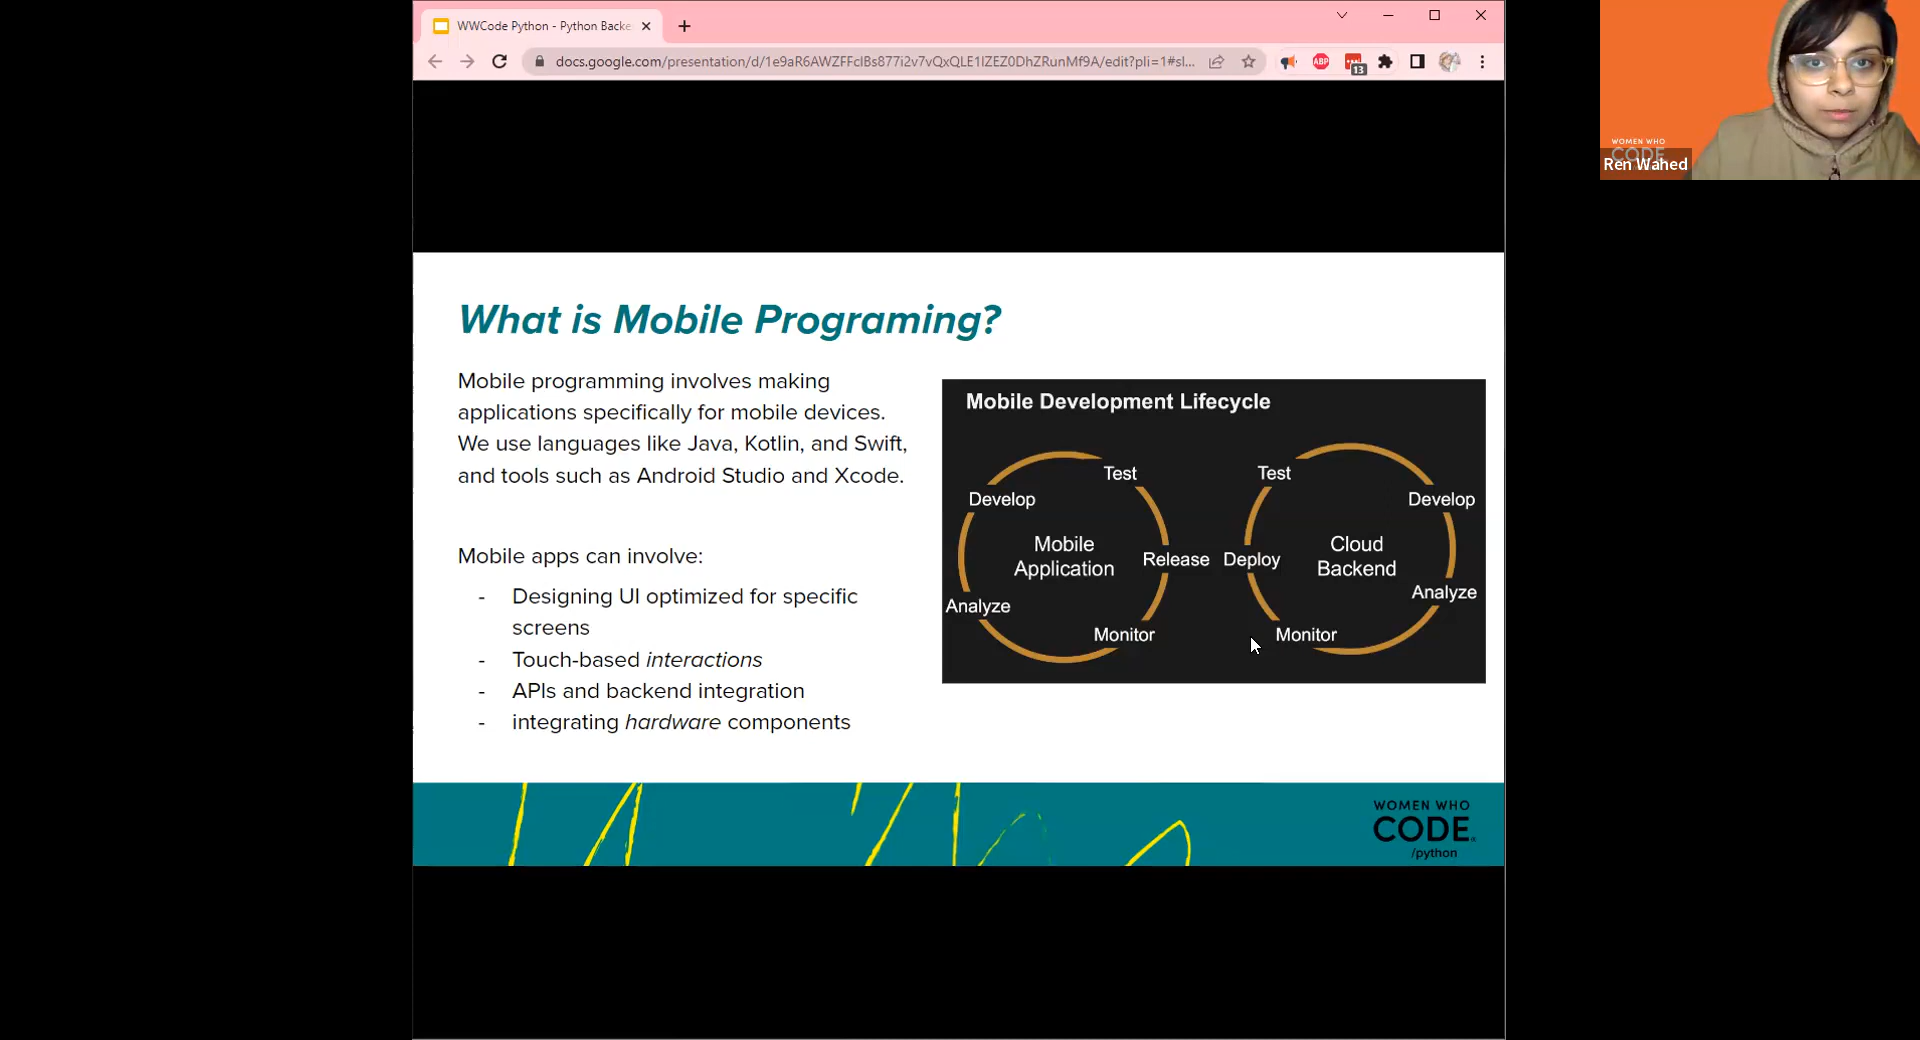 WWCode Python - Python Backe
docs.google.com/presentation/d/1e9aR6AWZFFcIBs877i2v7vQxQLE1IZEZ0DhZRunMf9A/edit?pli=1#sl...
ABP
13
WOMEN WHO
CODE
Ren Wahed
What is Mobile Programing?
Mobile programming involves making
applications specifically for mobile devices.
We use languages like Java, Kotlin, and Swift,
and tools such as Android Studio and Xcode.
Mobile apps can involve:
- Designing UI optimized for specific
screens
- Touch-based interactions
- APIs and backend integration
- integrating hardware components
Mobile Development Lifecycle
Test
Develop
Mobile
Application
Release
Analyze
Monitor
Test
Develop
Cloud
Backend
Deploy
Analyze
Monitor
WOMEN WHO
CODE
/python